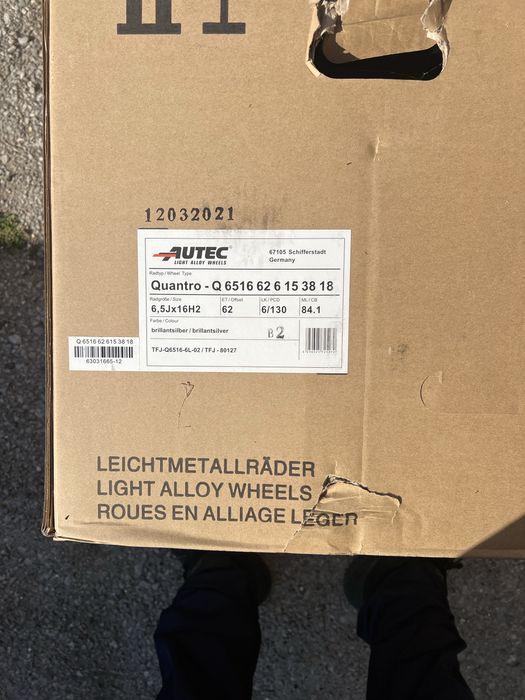 12032021
AUTEC
LIGHT ALLOY WHEELS
67105 Schifferstadt
Germany
Radtyp / Wheel Type
Quantro - Q 6516 62 6 15 38 18
Radgröße / Size ET / Offset LK / PCD ML / CB
6,5Jx16H2 62 6/130 84.1
Farbe / Colour
brillantsilber / brillantsilver
B 2
TFJ-Q6516-6L-02 / TFJ - 80127
Q 6516 62 615 38 18
63031665-12
LEICHTMETALLRÄDER
LIGHT ALLOY WHEELS
ROUES EN ALLIAGE LEGER